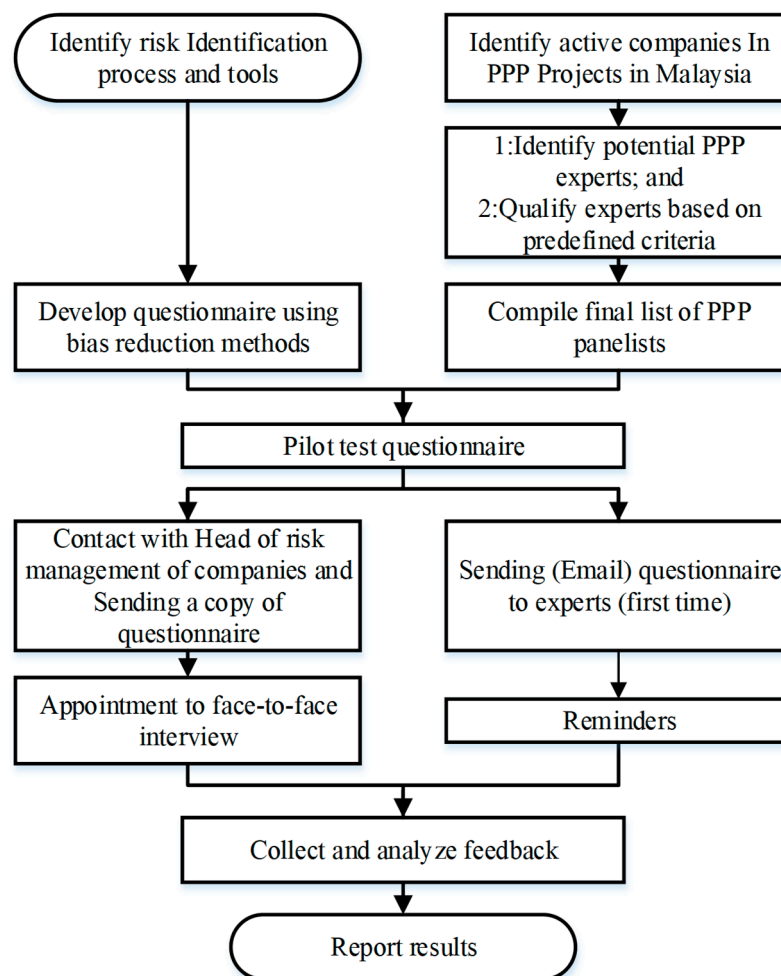 Identify risk Identification
process and tools
Identify active companies In
PPP Projects in Malaysia
1:Identify potential PPP
experts; and
2:Qualify experts based on
predefined criteria
Develop questionnaire using
bias reduction methods
Compile final list of PPP
panelists
Pilot test questionnaire
Contact with Head of risk
management of companies and
Sending a copy of
questionnaire
Sending (Email) questionnaire
to experts (first time)
Appointment to face-to-face
interview
Reminders
Collect and analyze feedback
Report results